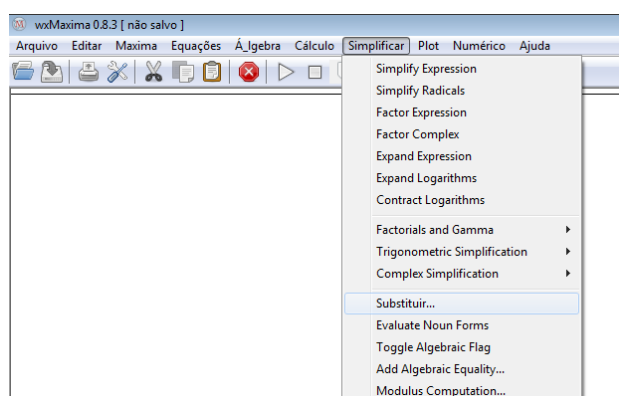 wxMaxima 0.8.3 [ não salvo ]
Arquivo Editar Maxima Equações Á_lgebra Cálculo Simplificar Plot Numérico Ajuda
Simplify Expression
Simplify Radicals
Factor Expression
Factor Complex
Expand Expression
Expand Logarithms
Contract Logarithms
Factorials and Gamma
Trigonometric Simplification
Complex Simplification
Substituir...
Evaluate Noun Forms
Toggle Algebraic Flag
Add Algebraic Equality...
Modulus Computation...